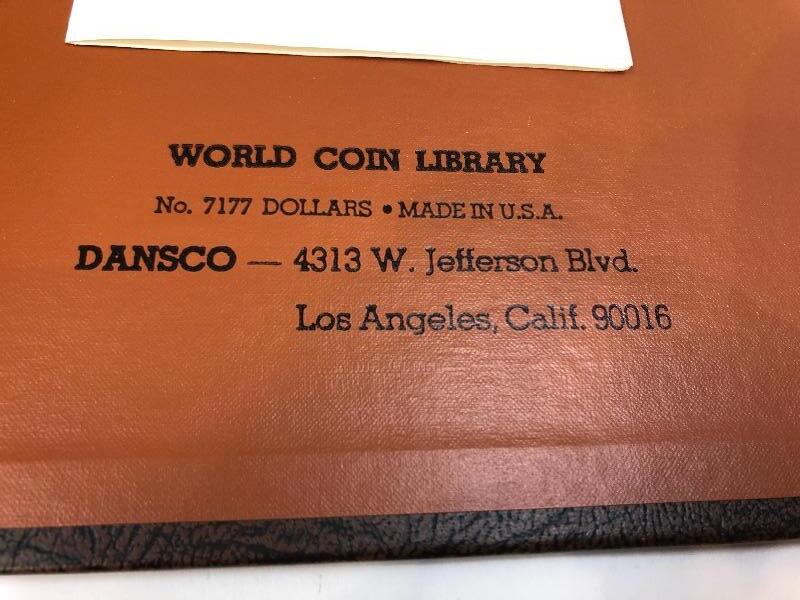 WORLD COIN LIBRARY
No. 7177 DOLLARS • MADE IN U.S.A.
DANSCO — 4313 W. Jefferson Blvd.
Los Angeles, Calif. 90016